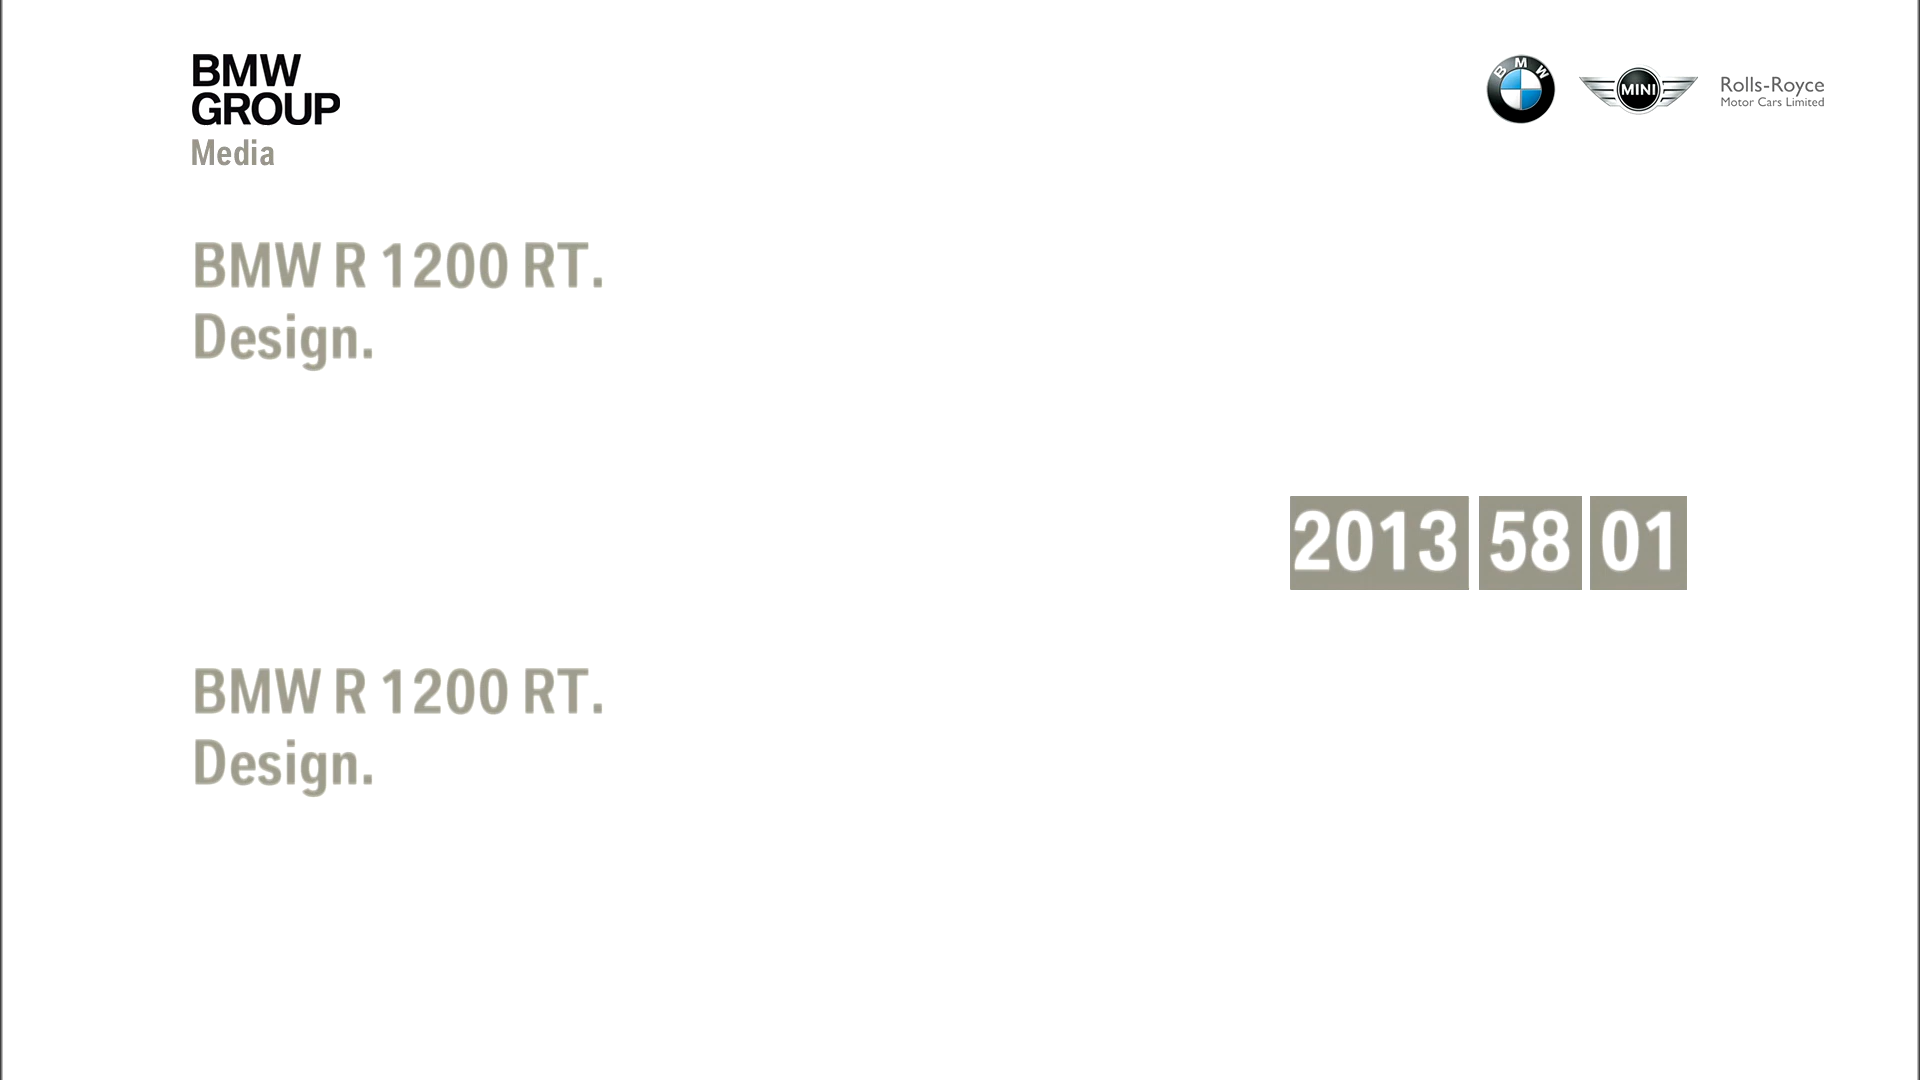 BMW
GROUP
Media
BMW
MINI
Rolls-Royce
Motor Cars Limited
BMW R 1200 RT.
Design.
2013 58 01
BMW R 1200 RT.
Design.